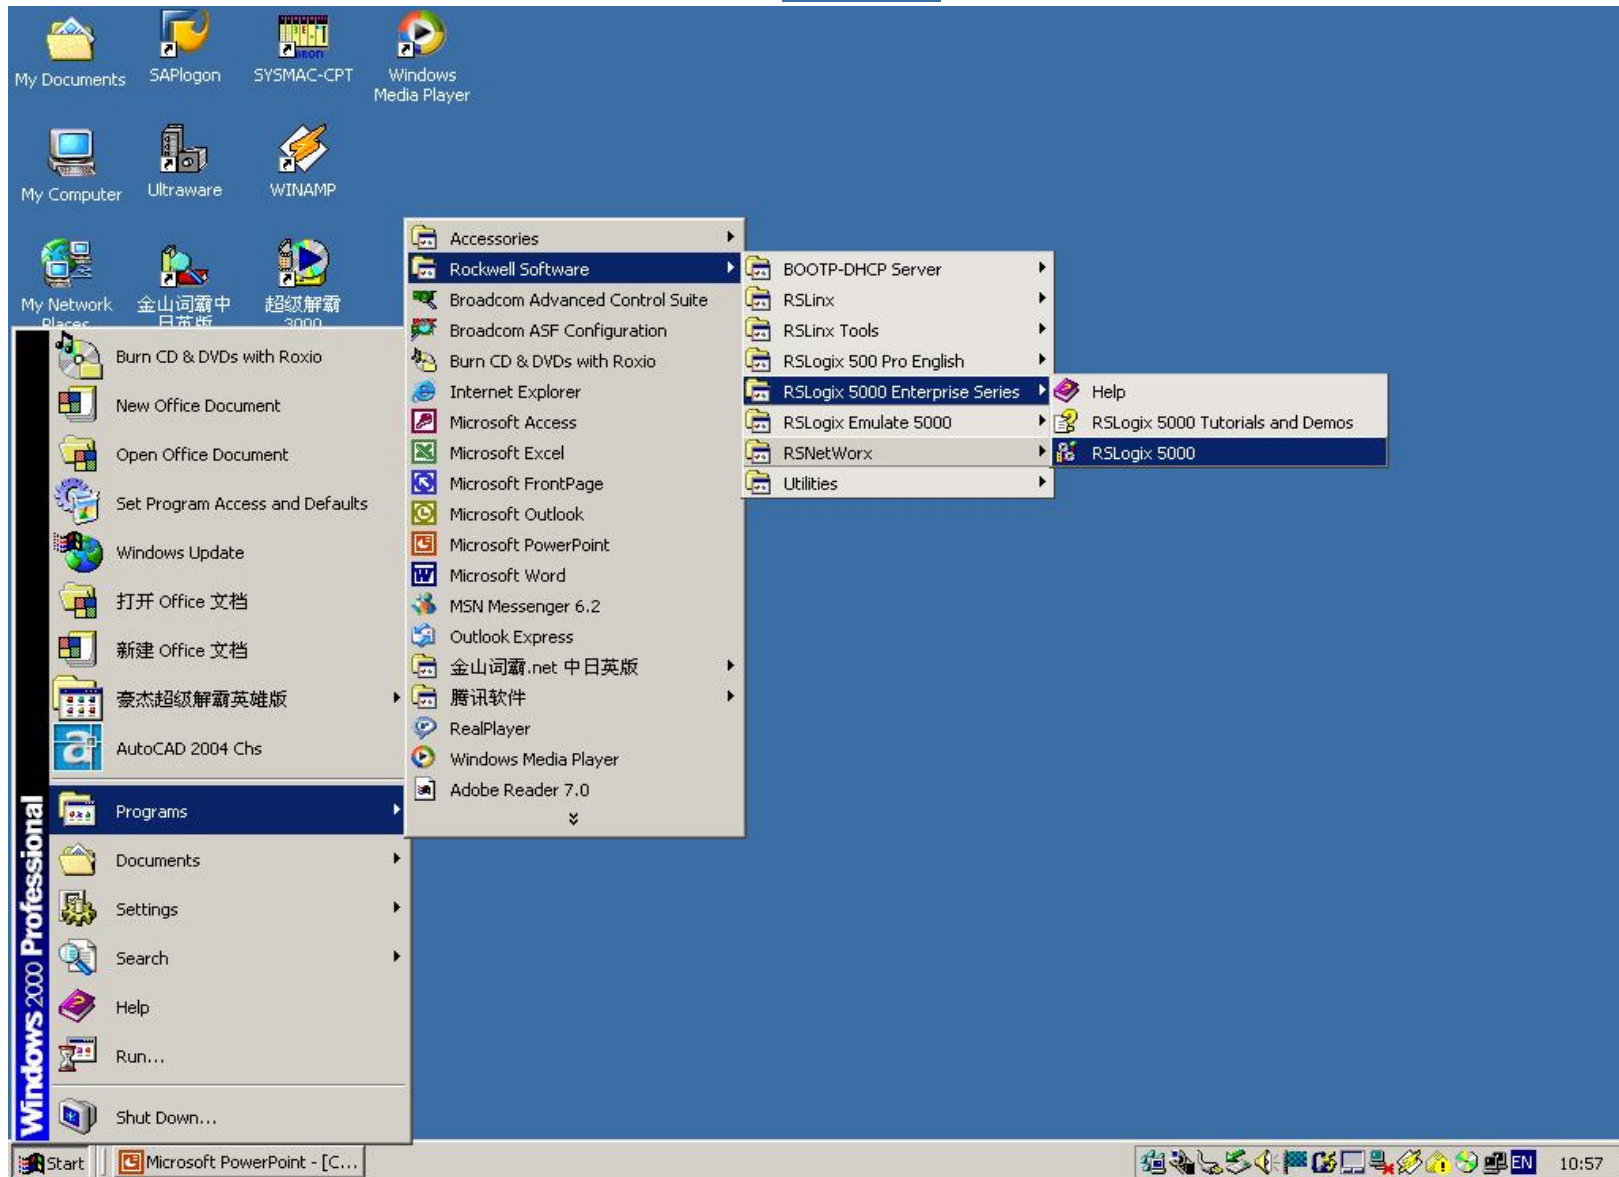 My Documents
SAPlogon
SYSMAC-CPT
Windows
Media Player
My Computer
Ultraware
WINAMP
My Network
Places
金山词霸中
日英版
超级解霸
3000
Burn CD & DVDs with Roxio
New Office Document
Open Office Document
Set Program Access and Defaults
Windows Update
打开 Office 文档
新建 Office 文档
豪杰超级解霸英雄版
AutoCAD 2004 Chs
Programs
Documents
Settings
Search
Help
Run...
Shut Down...
Windows 2000 Professional
Accessories
Rockwell Software
Broadcom Advanced Control Suite
Broadcom ASF Configuration
Burn CD & DVDs with Roxio
Internet Explorer
Microsoft Access
Microsoft Excel
Microsoft FrontPage
Microsoft Outlook
Microsoft PowerPoint
Microsoft Word
MSN Messenger 6.2
Outlook Express
金山词霸.net 中日英版
腾讯软件
RealPlayer
Windows Media Player
Adobe Reader 7.0
BOOTP-DHCP Server
RSLinx
RSLinx Tools
RSLogix 500 Pro English
RSLogix 5000 Enterprise Series
RSLogix Emulate 5000
RSNetWorx
Utilities
Help
RSLogix 5000 Tutorials and Demos
RSLogix 5000
Start
Microsoft PowerPoint - [C...
EN
10:57